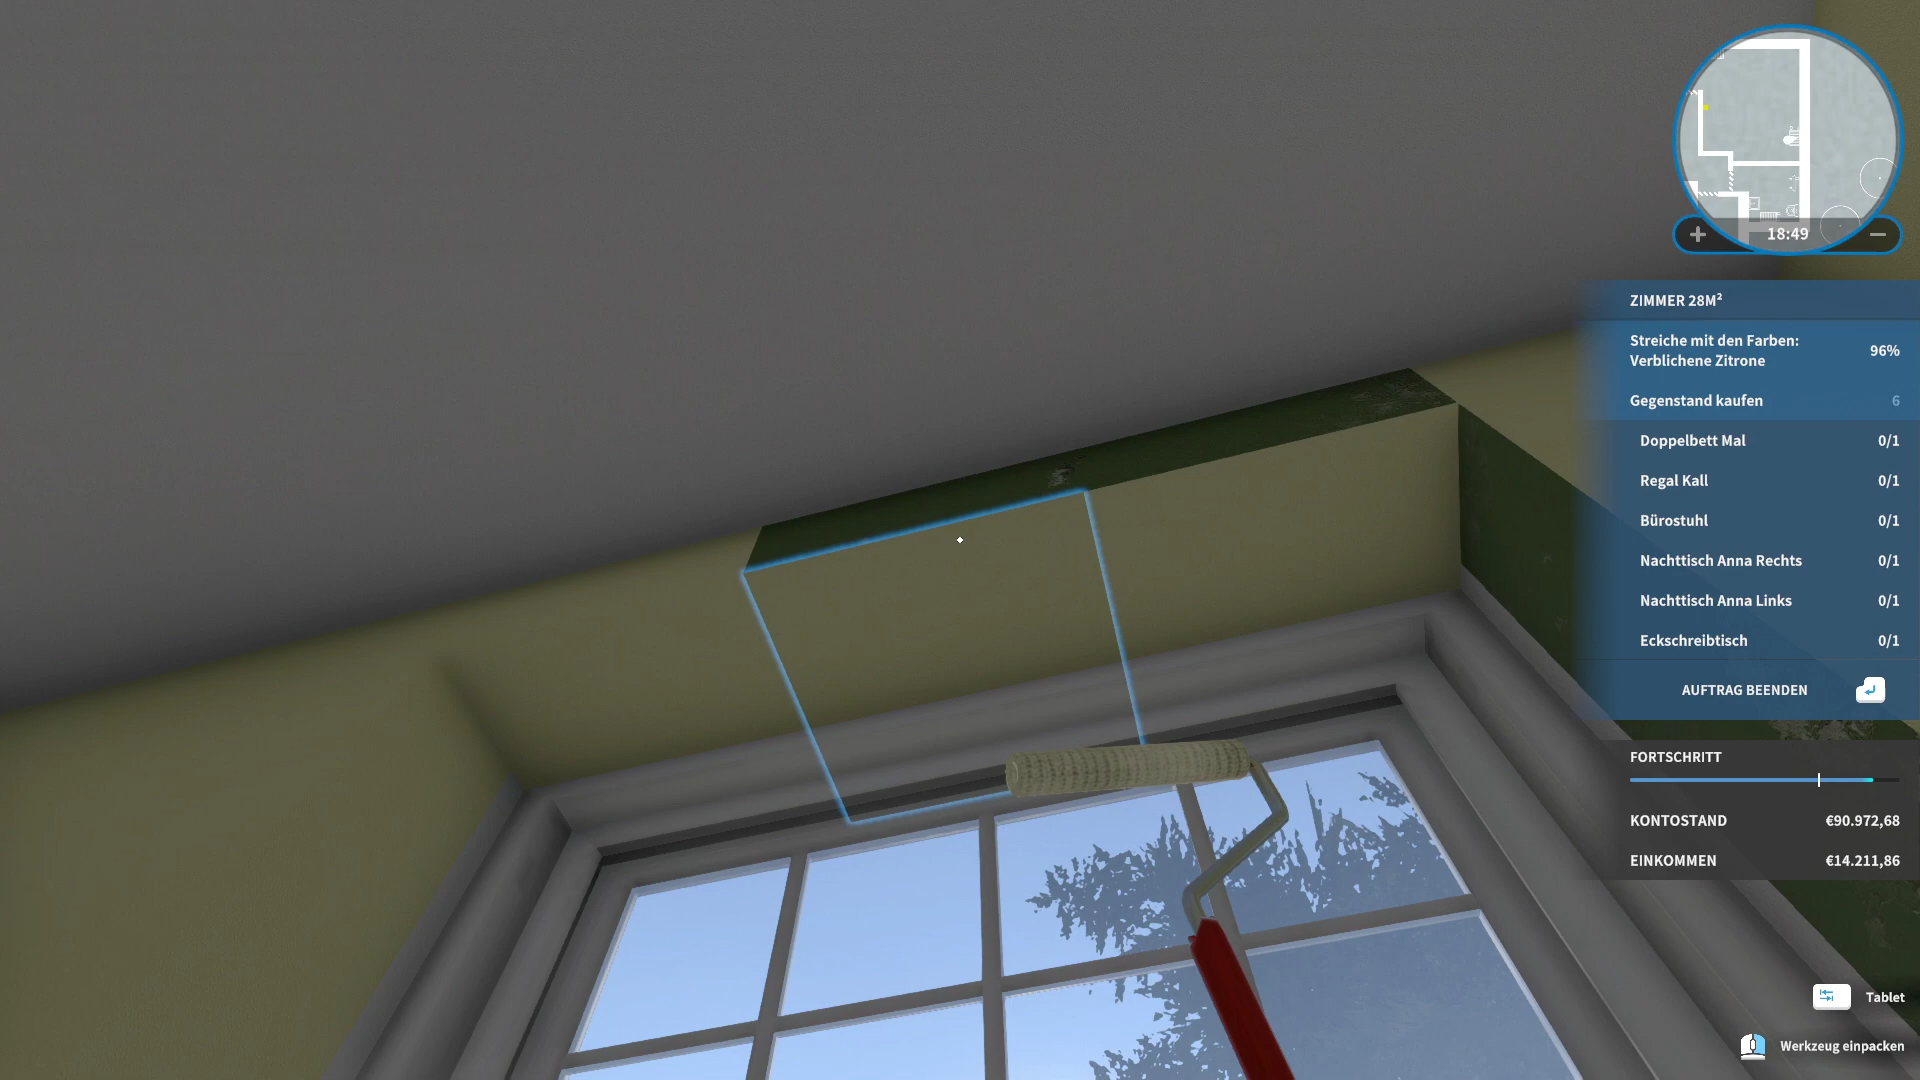 18:49
ZIMMER 28M²
Streiche mit den Farben:
Verblichene Zitrone 96%
Gegenstand kaufen 6
Doppelbett Mal 0/1
Regal Kall 0/1
Bürostuhl 0/1
Nachttisch Anna Rechts 0/1
Nachttisch Anna Links 0/1
Eckschreibtisch 0/1
AUFTRAG BEENDEN
FORTSCHRITT
KONTOSTAND €90.972,68
EINKOMMEN €14.211,86
Tablet
Werkzeug einpacken